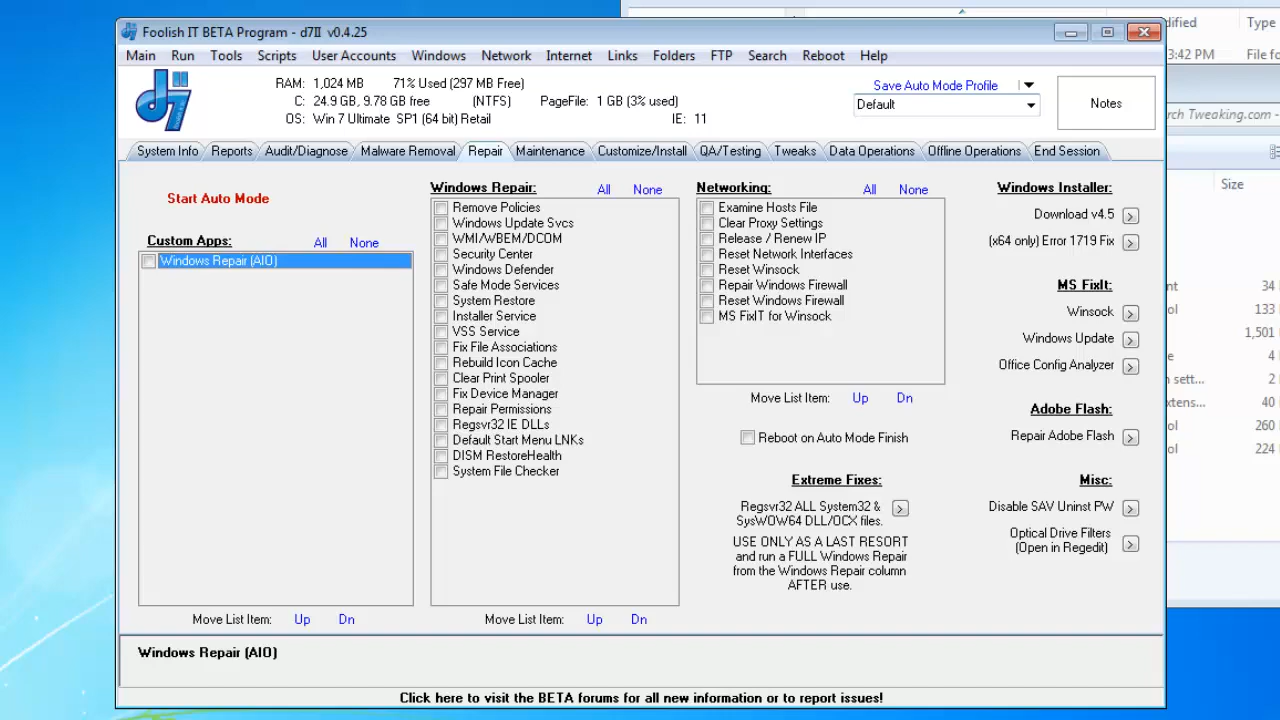 Foolish IT BETA Program - d7II v0.4.25
Main Run Tools Scripts User Accounts Windows Network Internet Links Folders FTP Search Reboot Help
d7
RAM: 1,024 MB 71% Used (297 MB Free)
C: 24.9 GB, 9.78 GB free (NTFS) PageFile: 1 GB (3% used)
OS: Win 7 Ultimate SP1 (64 bit) Retail IE: 11
Save Auto Mode Profile
Default
Notes
System Info Reports Audit/Diagnose Malware Removal Repair Maintenance Customize/Install QA/Testing Tweaks Data Operations Offline Operations End Session
Start Auto Mode
Custom Apps: All None
Windows Repair (AIO)
Move List Item: Up Dn
Windows Repair: All None
Remove Policies
Windows Update Svcs
WMI/WBEM/DCOM
Security Center
Windows Defender
Safe Mode Services
System Restore
Installer Service
VSS Service
Fix File Associations
Rebuild Icon Cache
Clear Print Spooler
Fix Device Manager
Repair Permissions
Regsvr32 IE DLLs
Default Start Menu LNKs
DISM RestoreHealth
System File Checker
Move List Item: Up Dn
Networking: All None
Examine Hosts File
Clear Proxy Settings
Release / Renew IP
Reset Network Interfaces
Reset Winsock
Repair Windows Firewall
Reset Windows Firewall
MS FixIT for Winsock
Move List Item: Up Dn
Reboot on Auto Mode Finish
Extreme Fixes:
Regsvr32 ALL System32 &
SysWOW64 DLL/OCX files.
USE ONLY AS A LAST RESORT
and run a FULL Windows Repair
from the Windows Repair column
AFTER use.
Windows Installer:
Download v4.5
(x64 only) Error 1719 Fix
MS FixIt:
Winsock
Windows Update
Office Config Analyzer
Adobe Flash:
Repair Adobe Flash
Misc:
Disable SAV Uninst PW
Optical Drive Filters
(Open in Regedit)
Windows Repair (AIO)
Click here to visit the BETA forums for all new information or to report issues!
Type
3:42 PM File fo
rch Tweaking.com -
Size
34
133
1,501
4
n sett... 2
xtens... 40
260
224